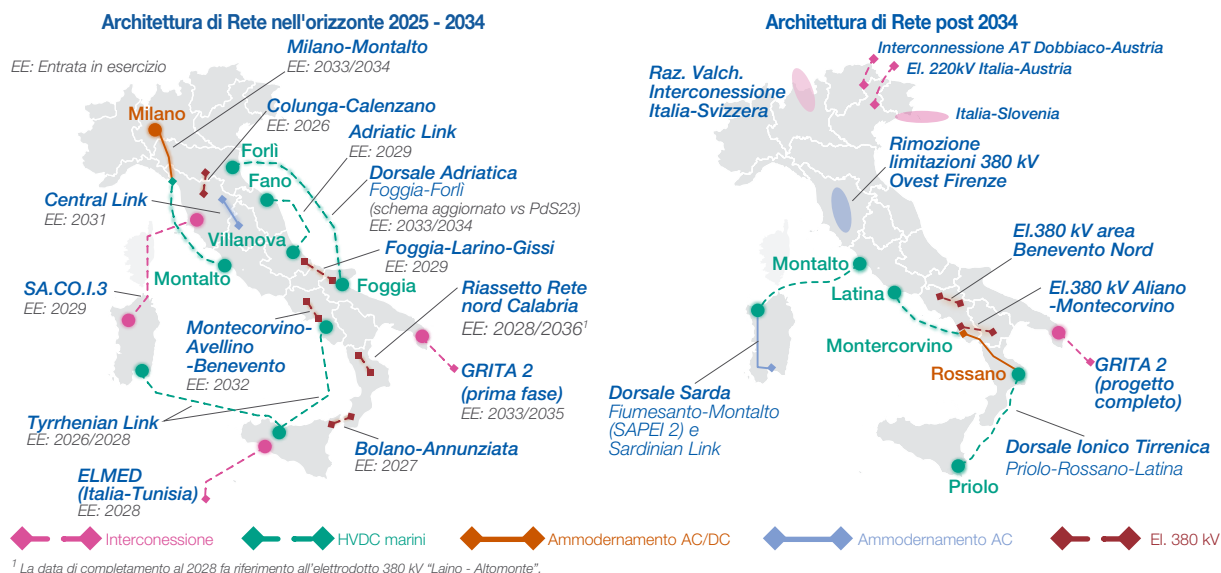 Architettura di Rete nell'orizzonte 2025 - 2034
EE: Entrata in esercizio
Milano-Montalto
EE: 2033/2034
Colunga-Calenzano
EE: 2026
Adriatic Link
EE: 2029
Dorsale Adriatica
Foggia-Forlì
(schema aggiornato vs PdS23)
EE: 2033/2034
Milano
Forlì
Fano
Central Link
EE: 2031
Villanova
Foggia-Larino-Gissi
EE: 2029
Montalto
Foggia
SA.CO.I.3
EE: 2029
Riassetto Rete
nord Calabria
EE: 2028/2036¹
Montecorvino-
Avellino
-Benevento
EE: 2032
GRITA 2
(prima fase)
EE: 2033/2035
Tyrrhenian Link
EE: 2026/2028
Bolano-Annunziata
EE: 2027
ELMED
(Italia-Tunisia)
EE: 2028
Architettura di Rete post 2034
Interconnessione AT Dobbiaco-Austria
El. 220kV Italia-Austria
Raz. Valch.
Interconessione
Italia-Svizzera
Italia-Slovenia
Rimozione
limitazioni 380 kV
Ovest Firenze
El.380 kV area
Benevento Nord
Montalto
Latina
El.380 kV Aliano
-Montecorvino
Montercorvino
Rossano
GRITA 2
(progetto
completo)
Dorsale Sarda
Fiumesanto-Montalto
(SAPEI 2) e
Sardinian Link
Dorsale Ionico Tirrenica
Priolo-Rossano-Latina
Priolo
Interconessione
HVDC marini
Ammodernamento AC/DC
Ammodernamento AC
El. 380 kV
¹ La data di completamento al 2028 fa riferimento all'elettrodotto 380 kV "Laino - Altomonte".